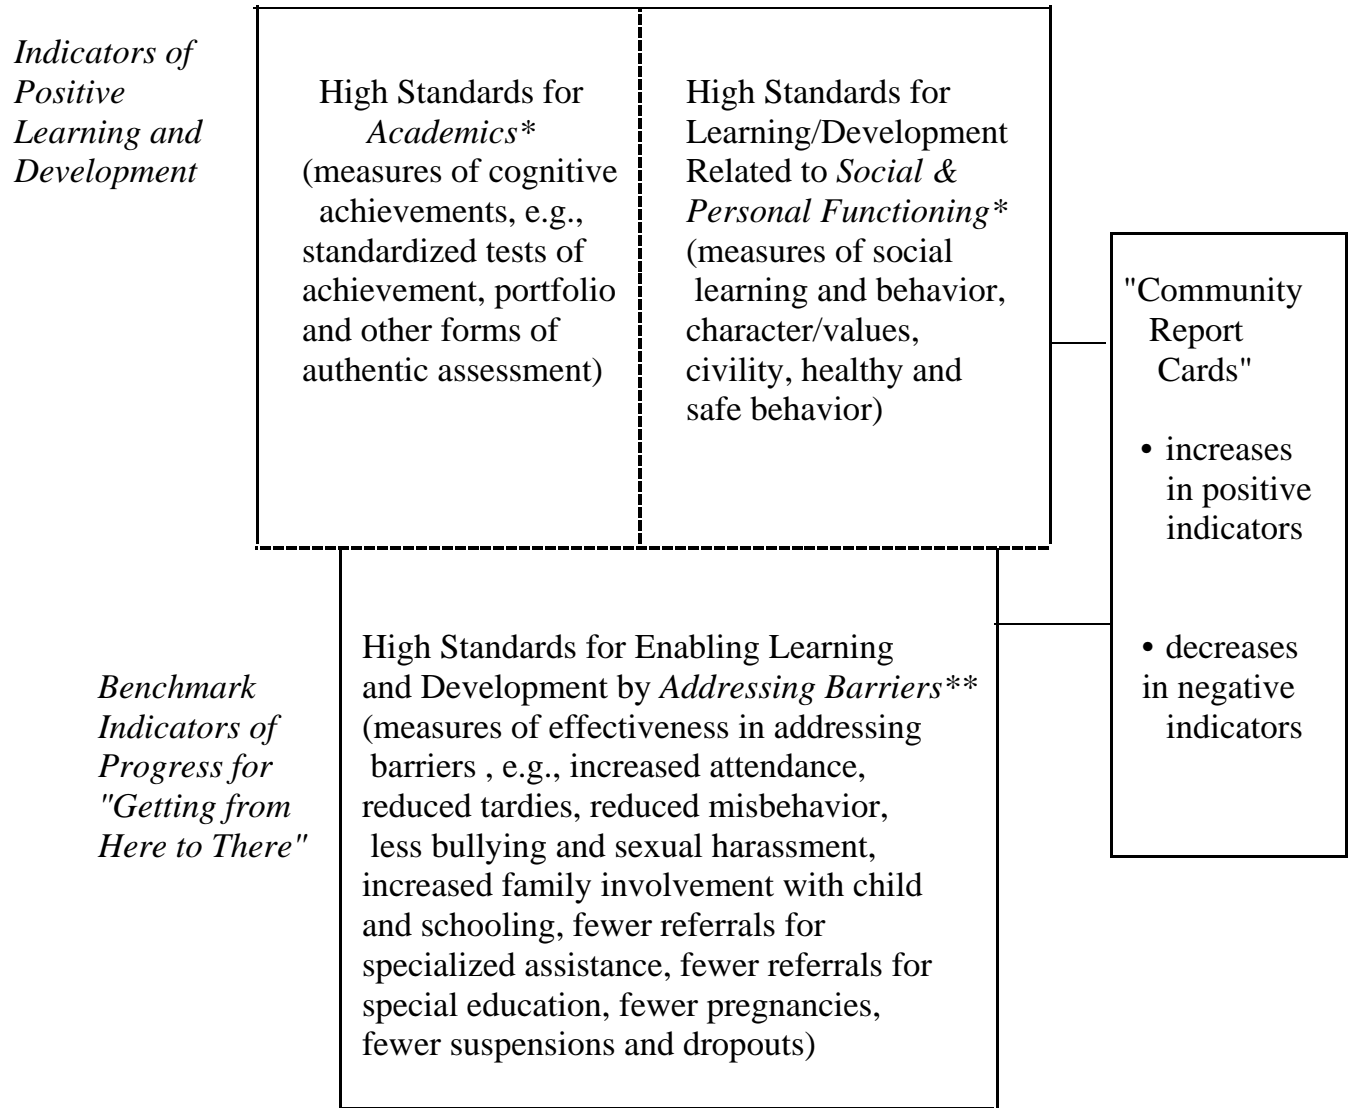 Indicators of
Positive
Learning and
Development
High Standards for
Academics*
(measures of cognitive
achievements, e.g.,
standardized tests of
achievement, portfolio
and other forms of
authentic assessment)
High Standards for
Learning/Development
Related to Social &
Personal Functioning*
(measures of social
learning and behavior,
character/values,
civility, healthy and
safe behavior)
"Community
Report
Cards"
• increases
in positive
indicators
• decreases
in negative
indicators
Benchmark
Indicators of
Progress for
"Getting from
Here to There"
High Standards for Enabling Learning
and Development by Addressing Barriers**
(measures of effectiveness in addressing
barriers , e.g., increased attendance,
reduced tardies, reduced misbehavior,
less bullying and sexual harassment,
increased family involvement with child
and schooling, fewer referrals for
specialized assistance, fewer referrals for
special education, fewer pregnancies,
fewer suspensions and dropouts)